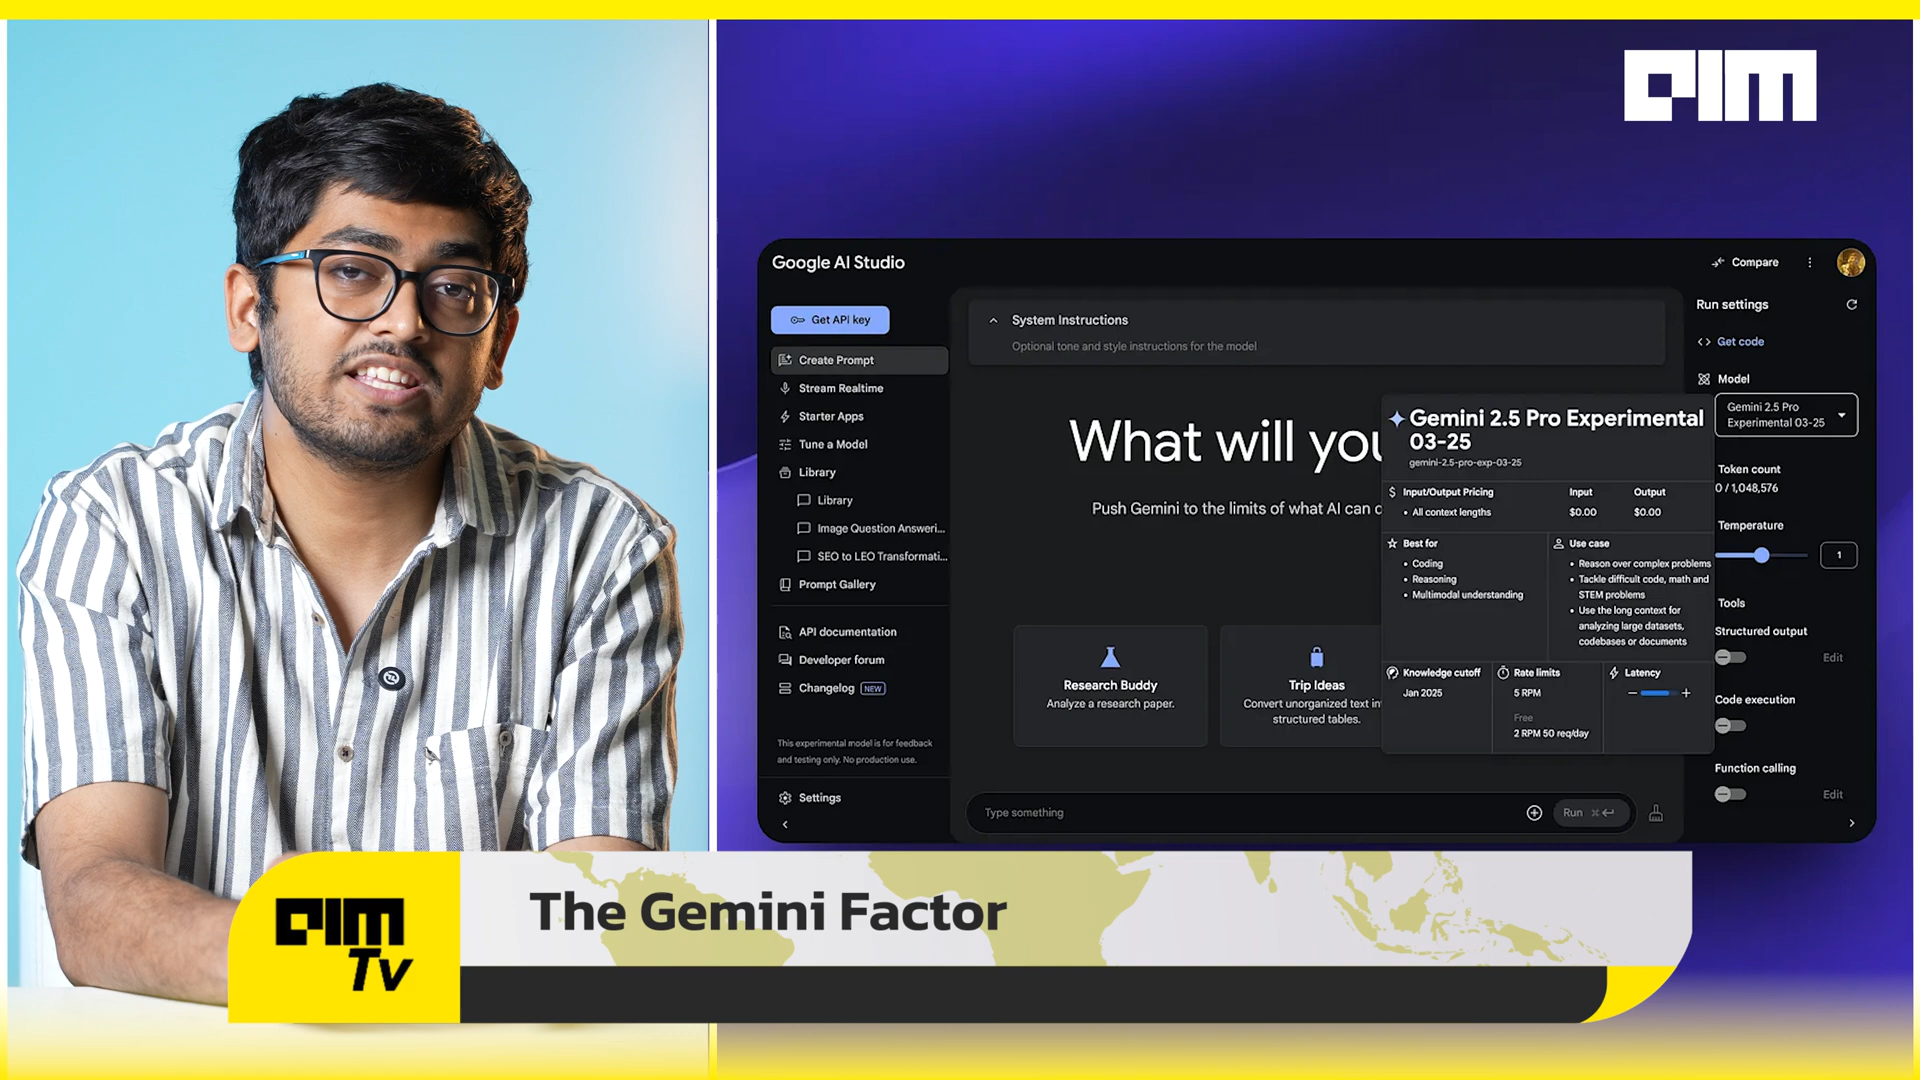 AIM
Google AI Studio
Compare
Get API key
Create Prompt
Stream Realtime
Starter Apps
Tune a Model
Library
Library
Image Question Answeri...
SEO to LEO Transformati...
Prompt Gallery
API documentation
Developer forum
Changelog NEW
This experimental model is for feedback
and testing only. No production use.
Settings
System Instructions
Optional tone and style instructions for the model
What will you
Push Gemini to the limits of what AI can d
Research Buddy
Analyze a research paper.
Trip Ideas
Convert unorganized text in
structured tables.
Type something
Run ⌘↵
Gemini 2.5 Pro Experimental
03-25
gemini-2.5-pro-exp-03-25
Input/Output Pricing Input Output
• All context lengths $0.00 $0.00
Best for
• Coding
• Reasoning
• Multimodal understanding
Use case
• Reason over complex problems
• Tackle difficult code, math and
STEM problems
• Use the long context for
analyzing large datasets,
codebases or documents
Knowledge cutoff
Jan 2025
Rate limits
5 RPM
Free
2 RPM 50 req/day
Latency
Run settings
<> Get code
Model
Gemini 2.5 Pro
Experimental 03-25
Token count
0 / 1,048,576
Temperature
1
Tools
Structured output
Edit
Code execution
Function calling
Edit
AIM
TV
The Gemini Factor